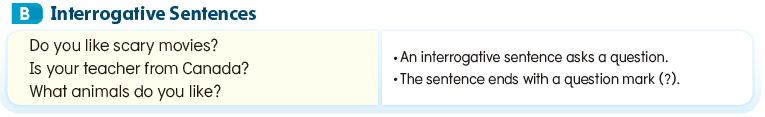 B Interrogative Sentences
Do you like scary movies?
Is your teacher from Canada?
What animals do you like?
• An interrogative sentence asks a question.
• The sentence ends with a question mark (?).